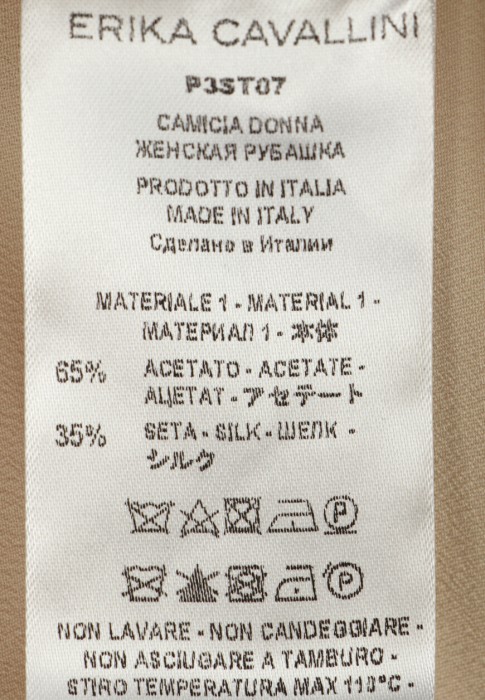 ERIKA CAVALLINI
P3ST07
CAMICIA DONNA
ЖЕНСКАЯ РУБАШКА
PRODOTTO IN ITALIA
MADE IN ITALY
Сделано в Италии
MATERIALE 1 - MATERIAL 1 -
МАТЕРИАЛ 1 - 本体
65% ACETATO - ACETATE -
АЦЕТАТ - アセテート
35% SETA - SILK - ШЕЛК -
シルク
P
P
NON LAVARE - NON CANDEGGIARE -
NON ASCIUGARE A TAMBURO -
STIRO TEMPERATURA MAX 110°C -